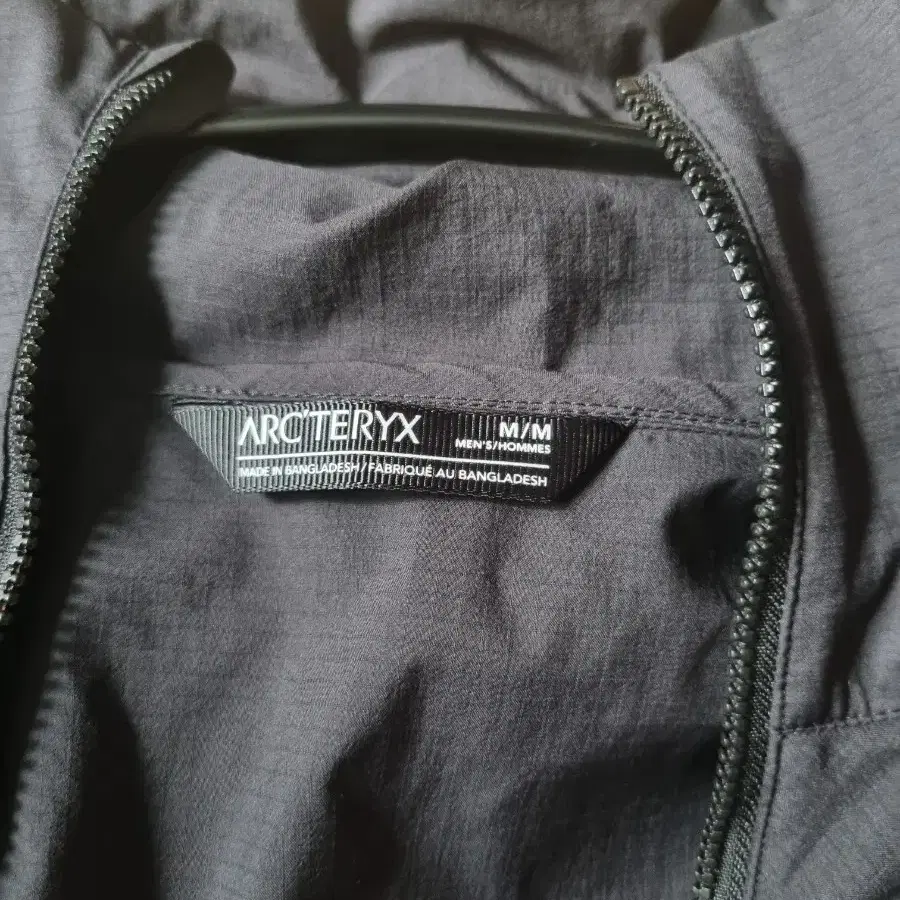 ARC'TERYX
M/M
MEN'S/HOMMES
MADE IN BANGLADESH/FABRIQUÉ AU BANGLADESH